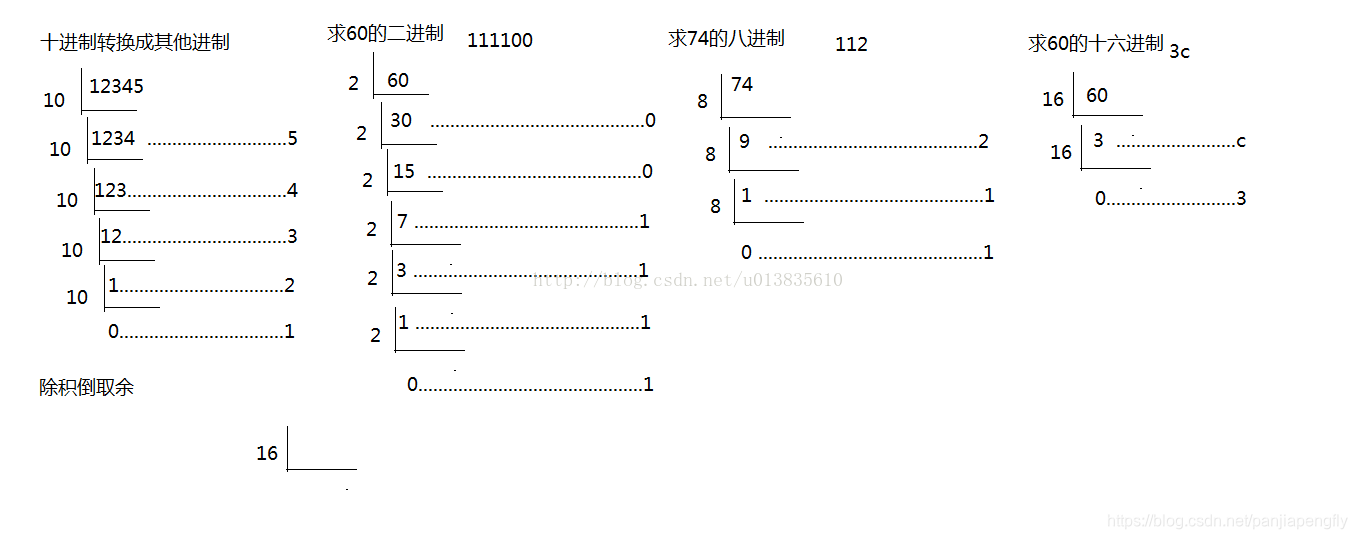 十进制转换成其他进制
10 12345
10 1234 ................................5
10 123................................4
10 12.................................3
10 1.................................2
0.................................1
除积倒取余
16
求60的二进制 111100
2 60
2 30 ...........................................0
2 15 ...........................................0
2 7 .............................................1
2 3 .............................................1
2 1 .............................................1
0.............................................1
求74的八进制 112
8 74
8 9 ..........................................2
8 1 ............................................1
0 .............................................1
求60的十六进制 3c
16 60
16 3 ........................c
0..........................3
http://blog.csdn.net/u013835610
https://blog.csdn.net/panjiapengfly